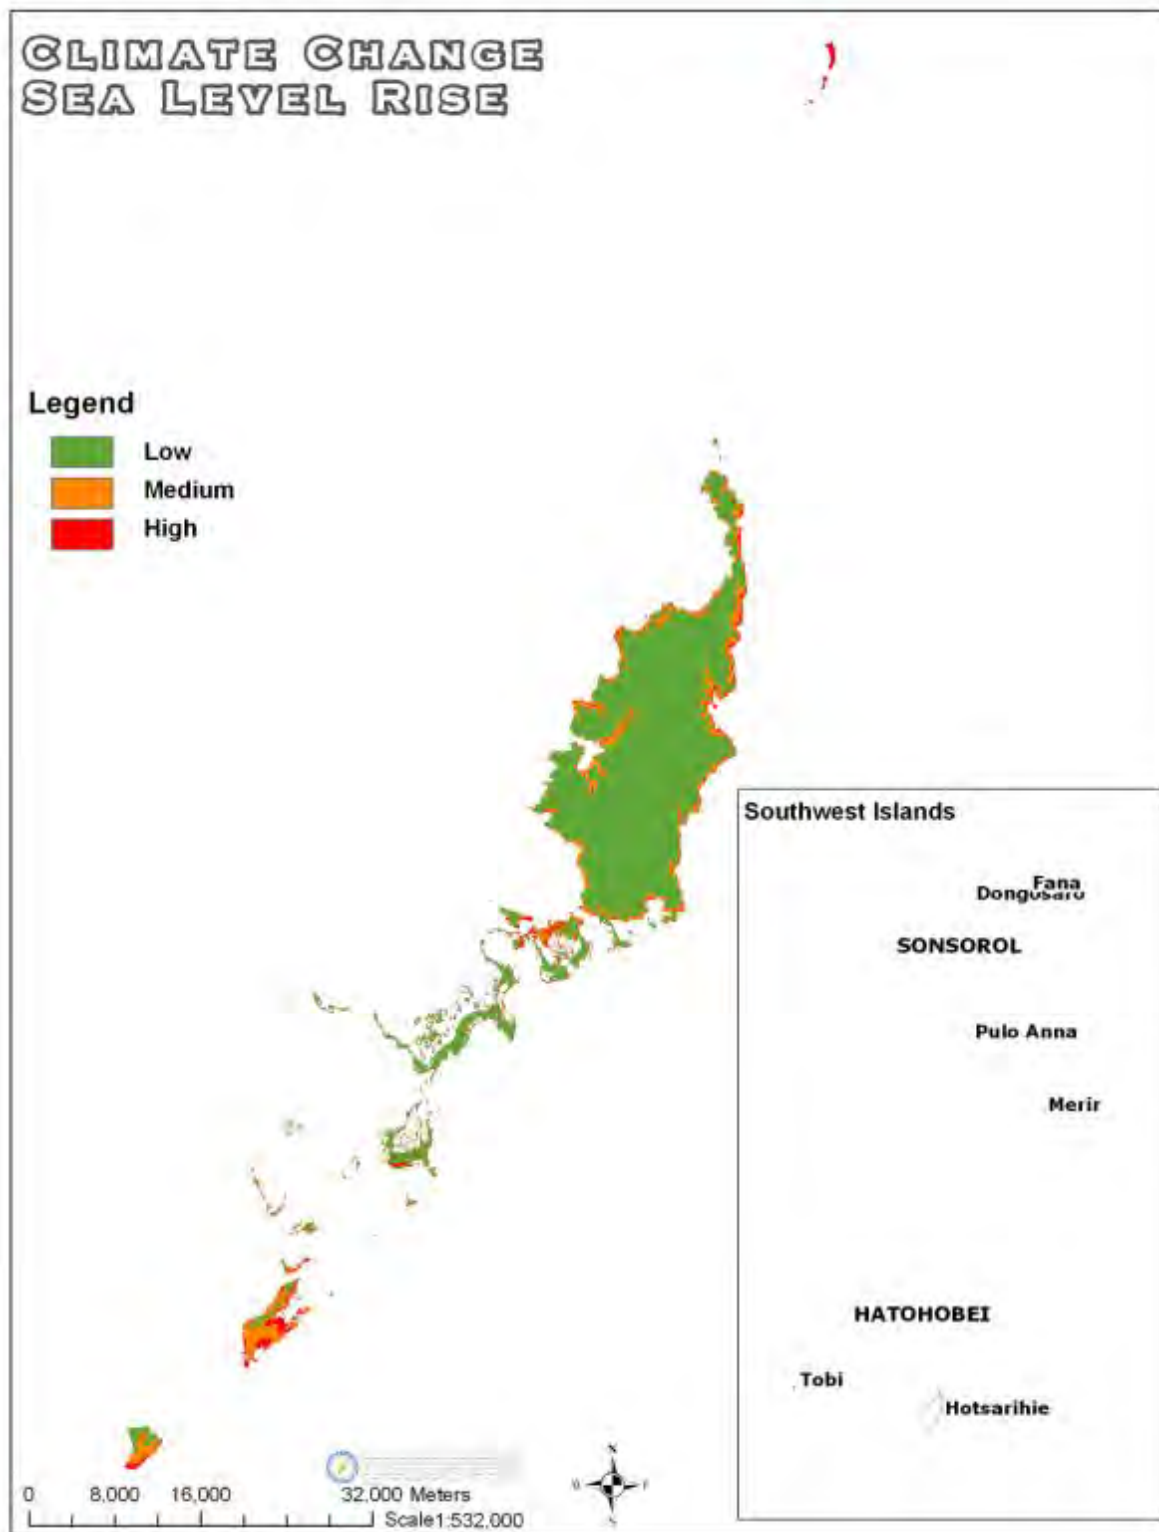 CLIMATE CHANGE
SEA LEVEL RISE
Legend
Low
Medium
High
Southwest Islands
Fana
Dongosaro
SONSOROL
Pulo Anna
Merir
HATOHOBEI
Tobi
Hotsarihie
N
S
0 8,000 16,000 32,000 Meters
Scale1:532,000